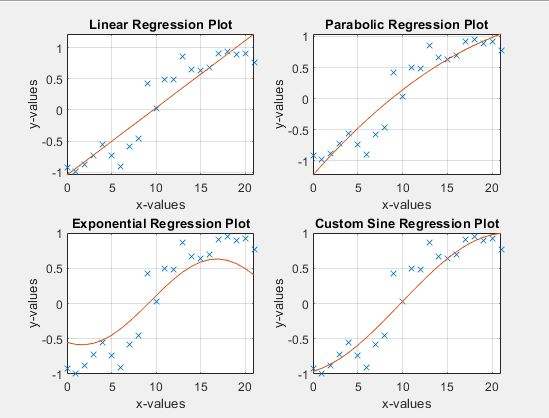 Linear Regression Plot
1
0.5
0
-0.5
-1
0 5 10 15 20
y-values
x-values
Parabolic Regression Plot
1
0.5
0
-0.5
-1
0 5 10 15 20
y-values
x-values
Exponential Regression Plot
1
0.5
0
-0.5
-1
0 5 10 15 20
y-values
x-values
Custom Sine Regression Plot
1
0.5
0
-0.5
-1
0 5 10 15 20
y-values
x-values